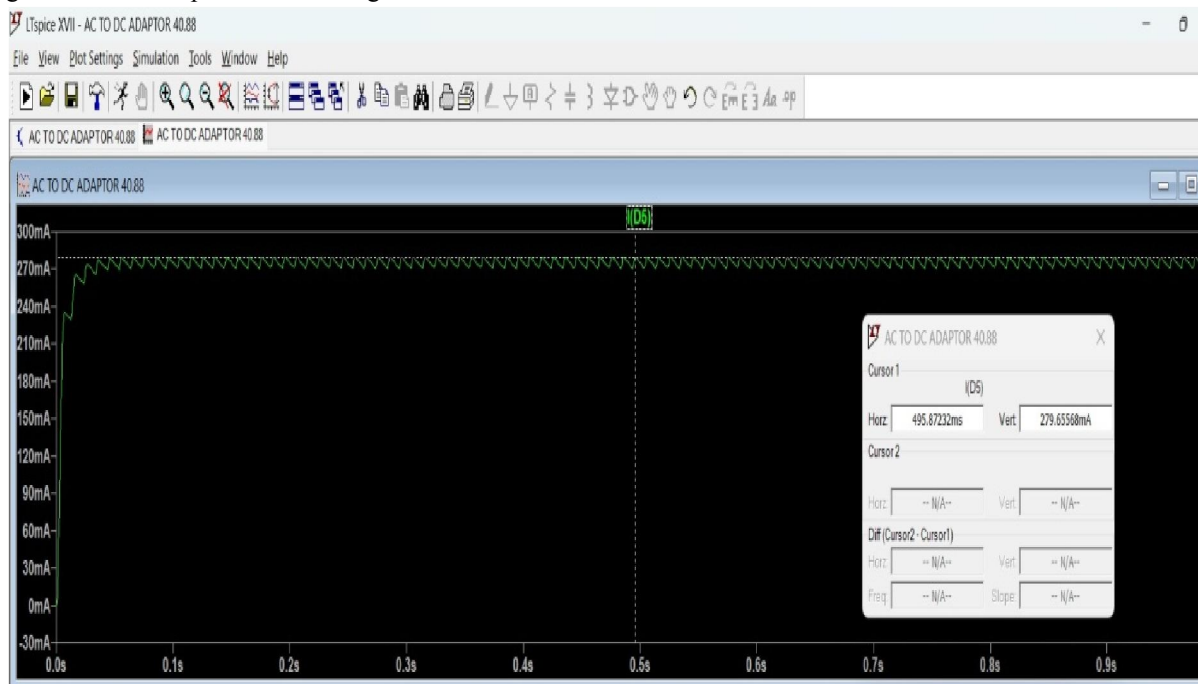 LTspice XVII - AC TO DC ADAPTOR 40.88
File View Plot Settings Simulation Tools Window Help
AC TO DC ADAPTOR 40.88 AC TO DC ADAPTOR 40.88
AC TO DC ADAPTOR 40.88
I(D5)
300mA
270mA
240mA
210mA
180mA
150mA
120mA
90mA
60mA
30mA
0mA
-30mA
0.0s 0.1s 0.2s 0.3s 0.4s 0.5s 0.6s 0.7s 0.8s 0.9s
AC TO DC ADAPTOR 40.88
Cursor 1
I(D5)
Horz: 495.87232ms Vert: 279.65568mA
Cursor 2
Horz: -- N/A-- Vert: -- N/A--
Diff (Cursor2 - Cursor1)
Horz: -- N/A-- Vert: -- N/A--
Freq: -- N/A-- Slope: -- N/A--